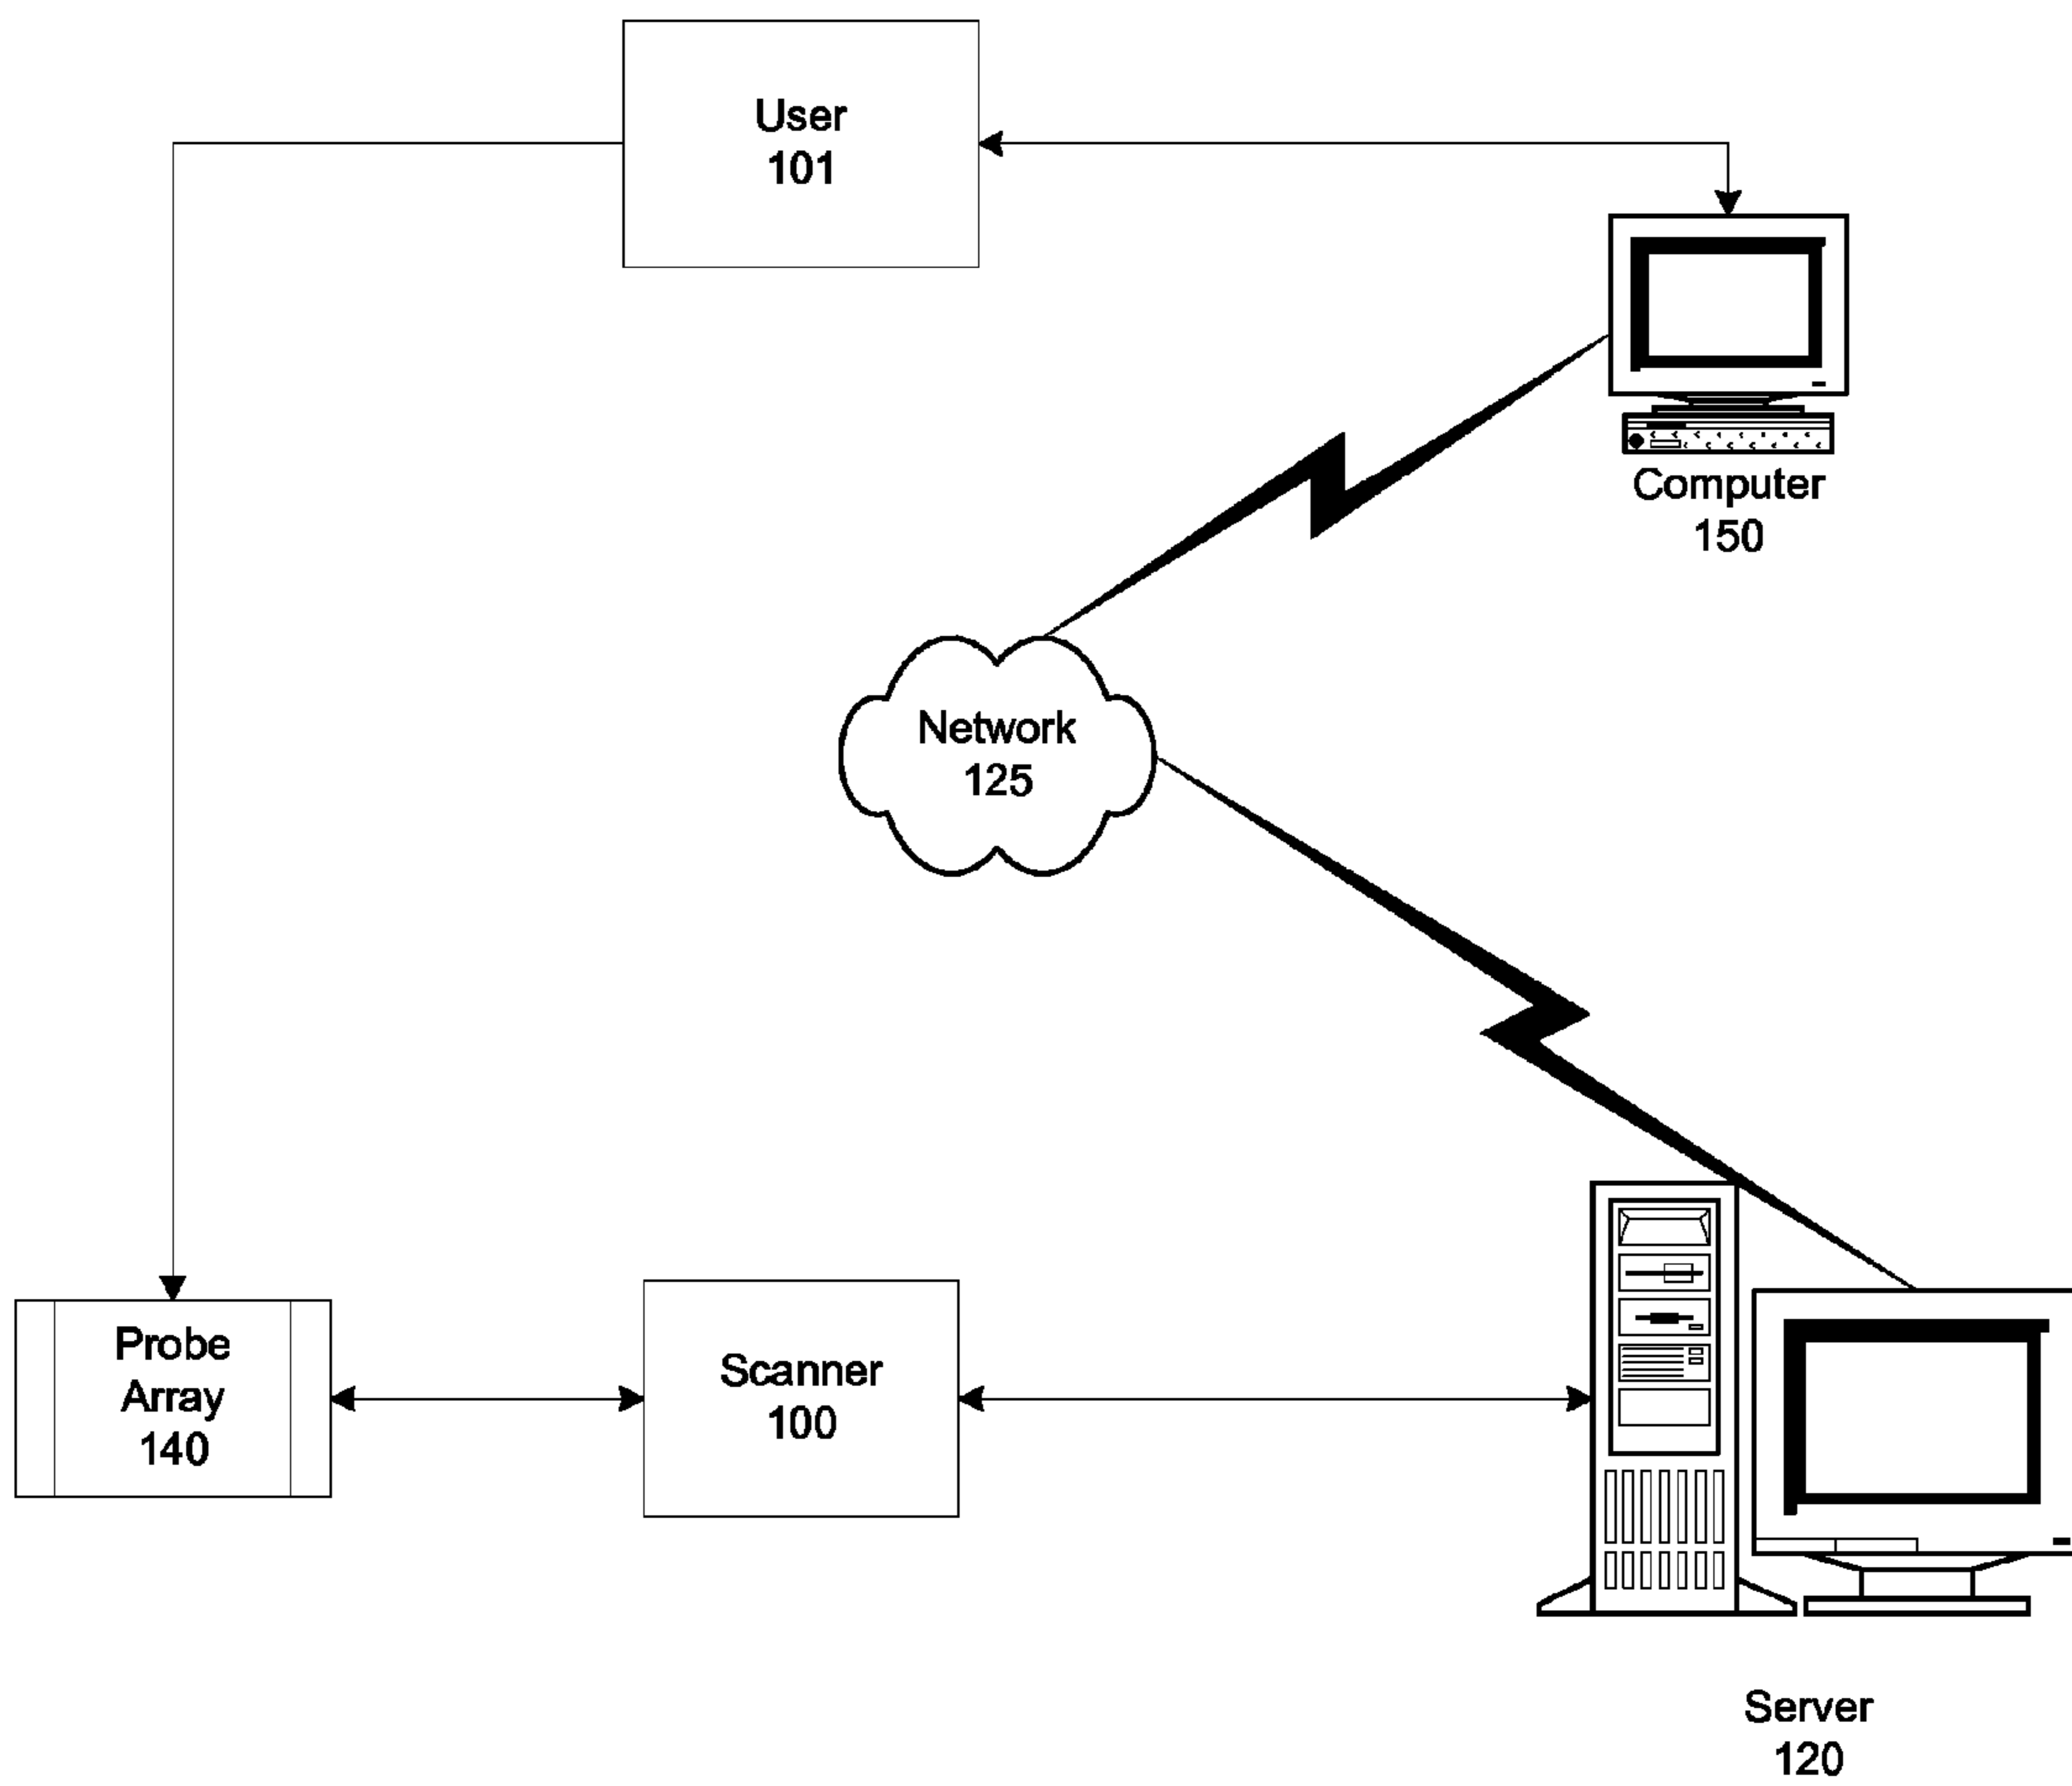 User
101
Computer
150
Network
125
Probe
Array
140
Scanner
100
Server
120